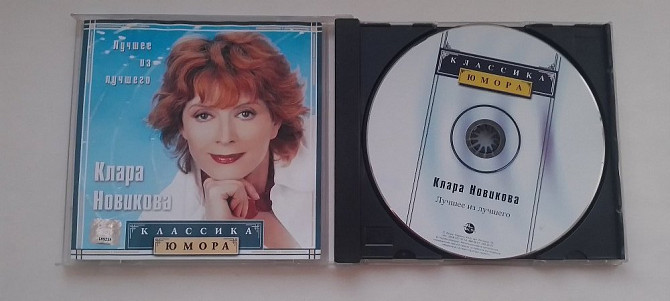 Лучшее
из
лучшего
Клара
Новикова
КЛАССИКА
ЮМОРА
КЛАССИКА
ЮМОРА
Клара Новикова
Лучшее из лучшего